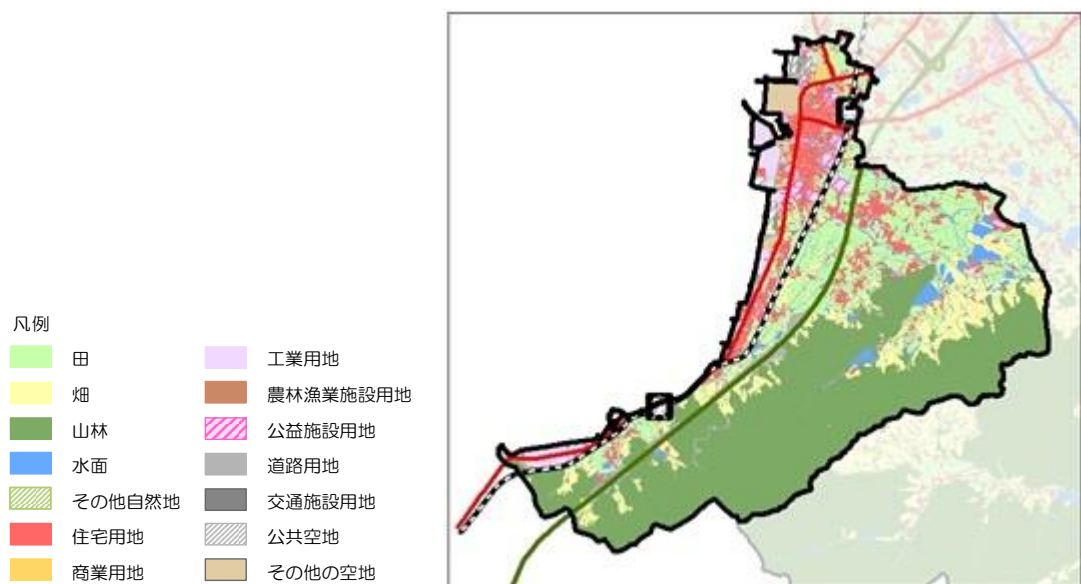 凡例
田
畑
山林
水面
その他自然地
住宅用地
商業用地
工業用地
農林漁業施設用地
公益施設用地
道路用地
交通施設用地
公共空地
その他の空地